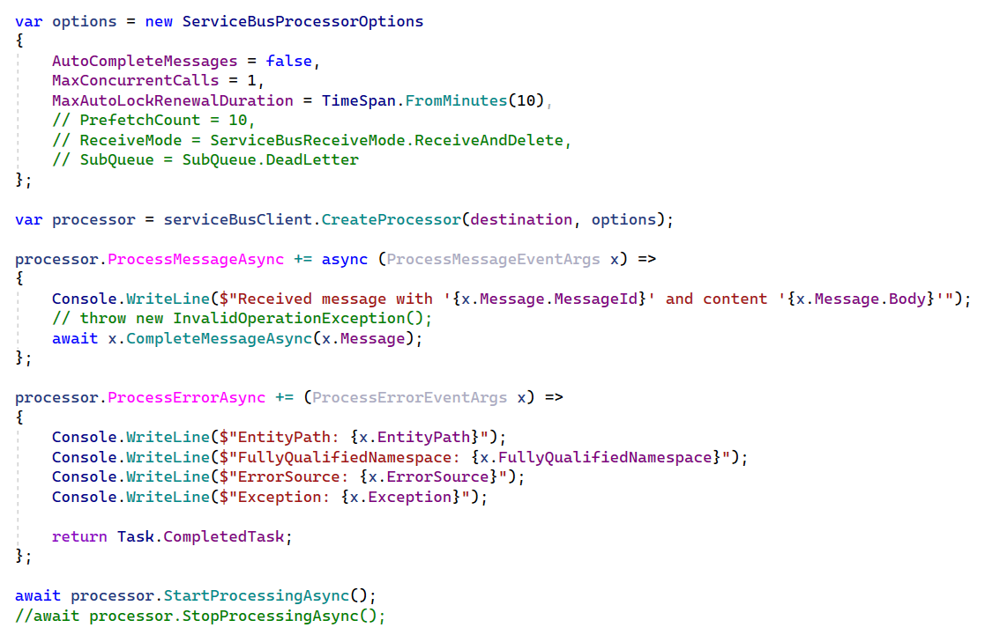 var options = new ServiceBusProcessorOptions
{
    AutoCompleteMessages = false,
    MaxConcurrentCalls = 1,
    MaxAutoLockRenewalDuration = TimeSpan.FromMinutes(10),
    // PrefetchCount = 10,
    // ReceiveMode = ServiceBusReceiveMode.ReceiveAndDelete,
    // SubQueue = SubQueue.DeadLetter
};

var processor = serviceBusClient.CreateProcessor(destination, options);

processor.ProcessMessageAsync += async (ProcessMessageEventArgs x) =>
{
    Console.WriteLine($"Received message with '{x.Message.MessageId}' and content '{x.Message.Body}'");
    // throw new InvalidOperationException();
    await x.CompleteMessageAsync(x.Message);
};

processor.ProcessErrorAsync += (ProcessErrorEventArgs x) =>
{
    Console.WriteLine($"EntityPath: {x.EntityPath}");
    Console.WriteLine($"FullyQualifiedNamespace: {x.FullyQualifiedNamespace}");
    Console.WriteLine($"ErrorSource: {x.ErrorSource}");
    Console.WriteLine($"Exception: {x.Exception}");

    return Task.CompletedTask;
};

await processor.StartProcessingAsync();
//await processor.StopProcessingAsync();